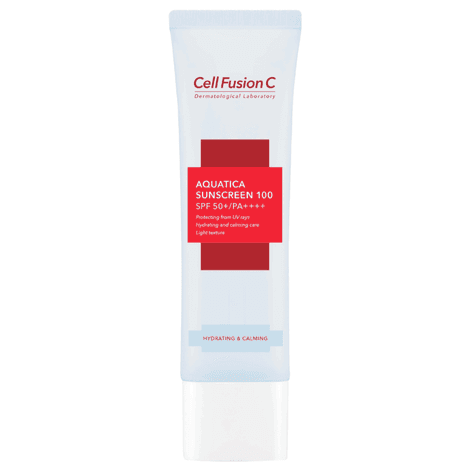 Cell Fusion C
Dermatological Laboratory
AQUATICA
SUNSCREEN 100
SPF 50+/PA++++
Protecting from UV rays
Hydrating and calming care
Light texture
HYDRATING & CALMING